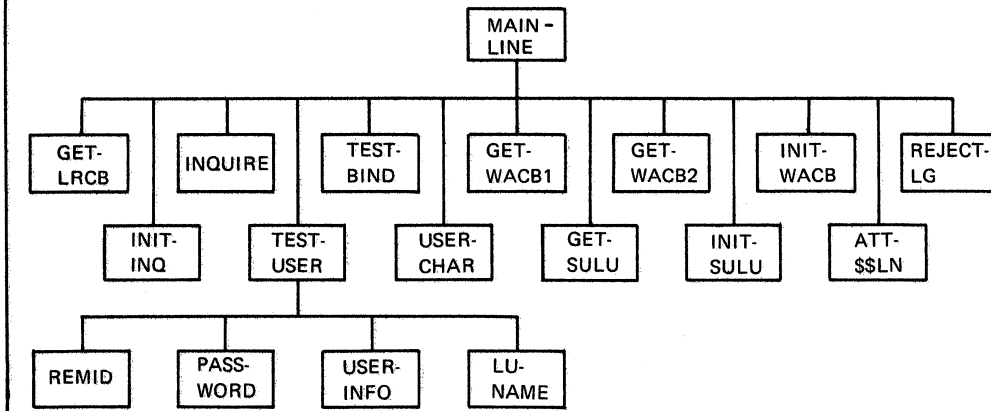 MAIN-
LINE
GET-
LRCB
INQUIRE
TEST-
BIND
GET-
WACB1
GET-
WACB2
INIT-
WACB
REJECT-
LG
INIT-
INQ
TEST-
USER
USER-
CHAR
GET-
SULU
INIT-
SULU
ATT-
$$LN
REMID
PASS-
WORD
USER-
INFO
LU-
NAME